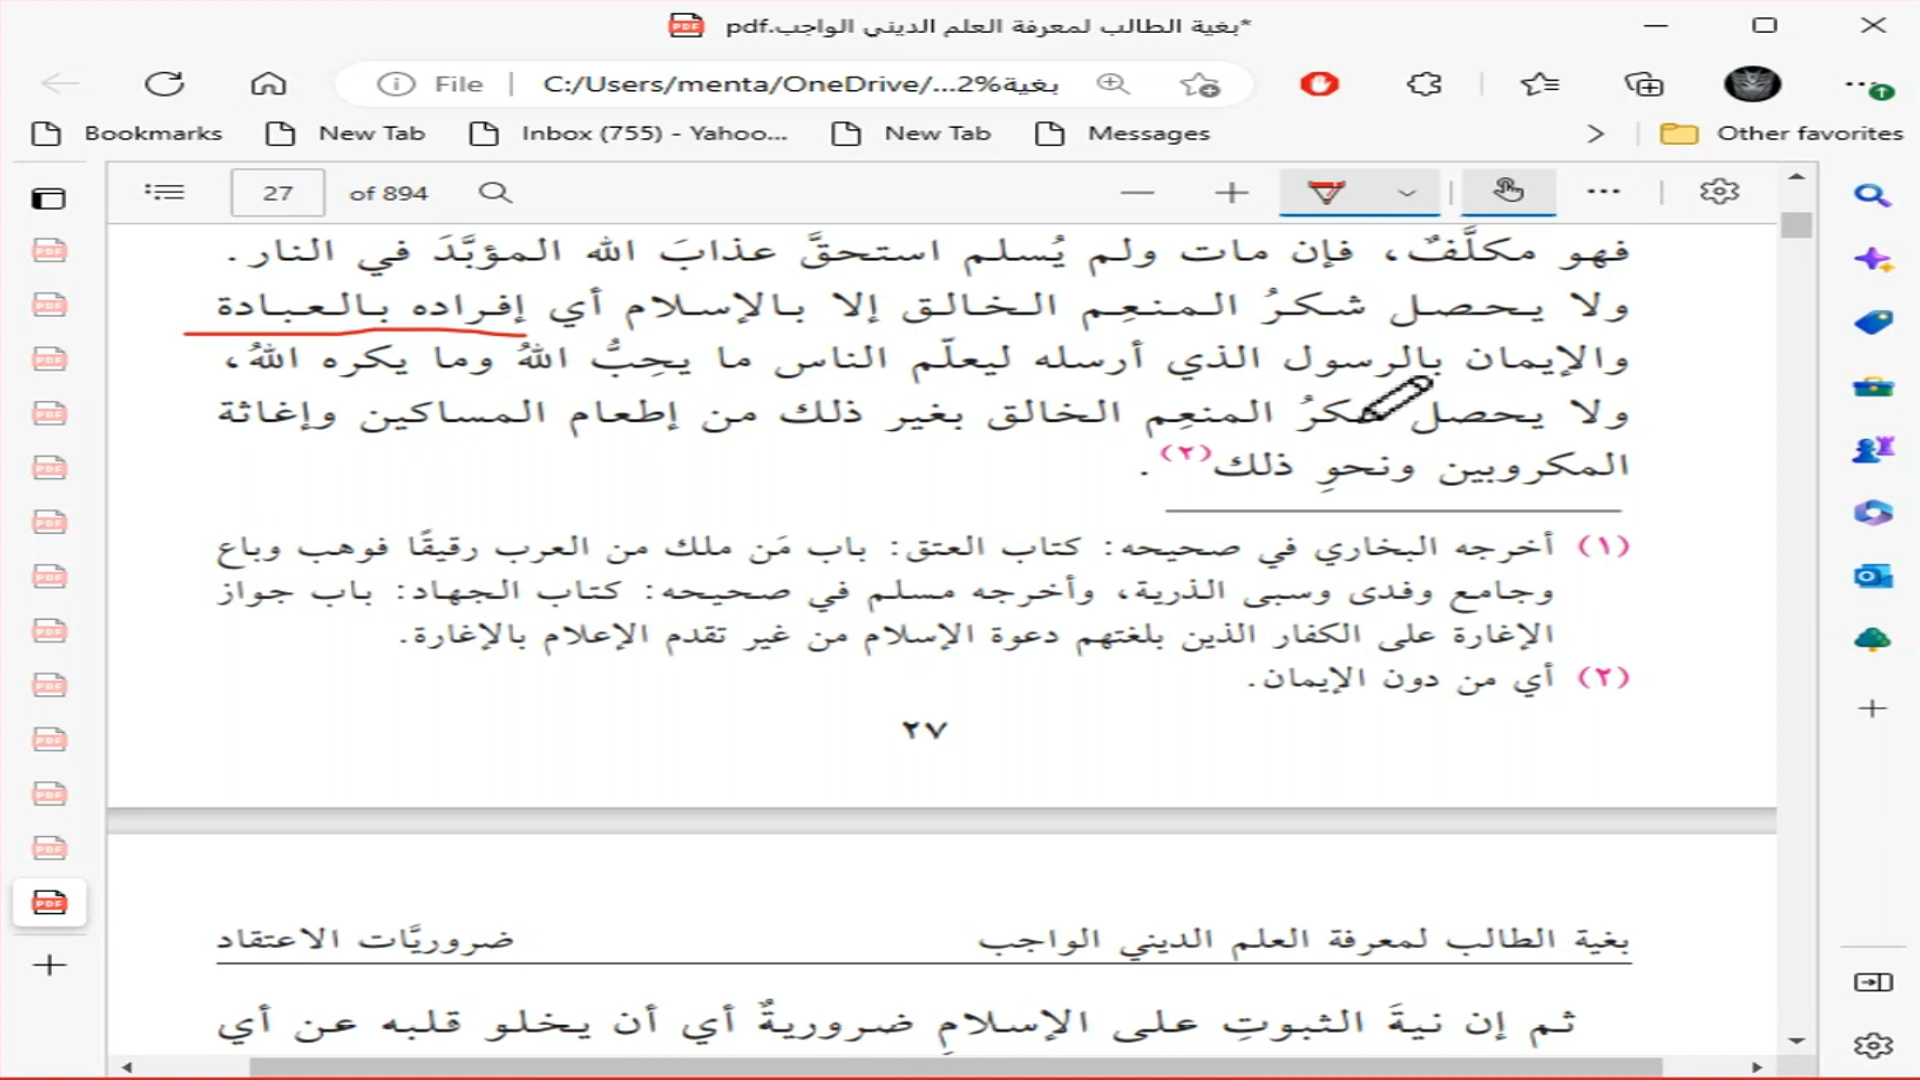 بغية الطالب لمعرفة العلم الديني الواجب.pdf*
File
C:/Users/menta/OneDrive/...2%بغية
Bookmarks
New Tab
Inbox (755) - Yahoo...
New Tab
Messages
Other favorites
27 of 894
فهو مكلَّفٌ، فإن مات ولم يُسلم استحقَّ عذابَ الله المؤبَّدَ في النار.
ولا يحصل شكرُ المنعِم الخالق إلا بالإسلام أي إفراده بالعبادة
والإيمان بالرسول الذي أرسله ليعلّم الناس ما يحِبُّ اللهُ وما يكره اللهُ،
ولا يحصل شكرُ المنعِم الخالق بغير ذلك من إطعام المساكين وإغاثة
المكروبين ونحوِ ذلك(٢).
(١) أخرجه البخاري في صحيحه: كتاب العتق: باب مَن ملك من العرب رقيقًا فوهب وباع
وجامع وفدى وسبى الذرية، وأخرجه مسلم في صحيحه: كتاب الجهاد: باب جواز
الإغارة على الكفار الذين بلغتهم دعوة الإسلام من غير تقدم الإعلام بالإغارة.
(٢) أي من دون الإيمان.
٢٧
بغية الطالب لمعرفة العلم الديني الواجب
ضروريَّات الاعتقاد
ثم إن نيةَ الثبوتِ على الإسلامِ ضروريةٌ أي أن يخلو قلبه عن أي